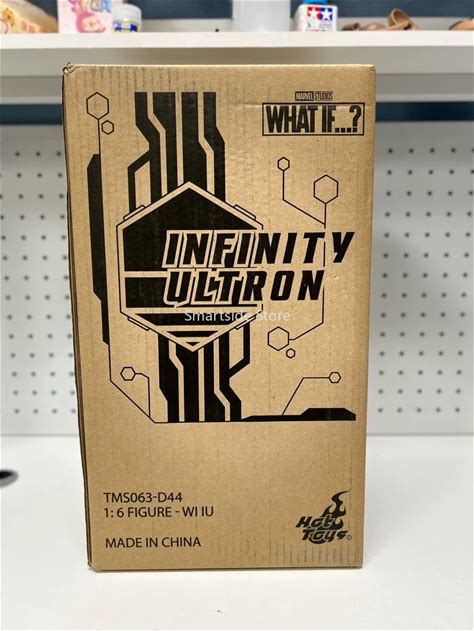 MARVEL STUDIOS
WHAT IF...?
INFINITY
ULTRON
Smartside Store
TMS063-D44
1: 6 FIGURE - WI IU
MADE IN CHINA
Hot
Toys®
TAMIYA